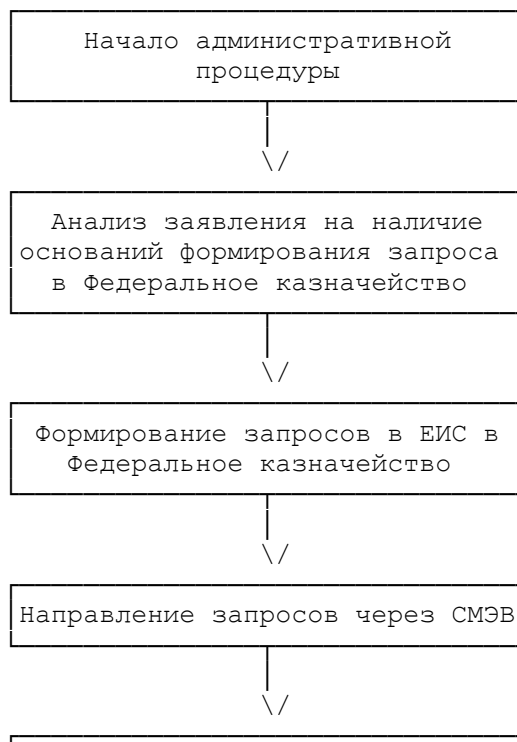 Начало административной
процедуры
Анализ заявления на наличие
оснований формирования запроса
в Федеральное казначейство
Формирование запросов в ЕИС в
Федеральное казначейство
Направление запросов через СМЭВ